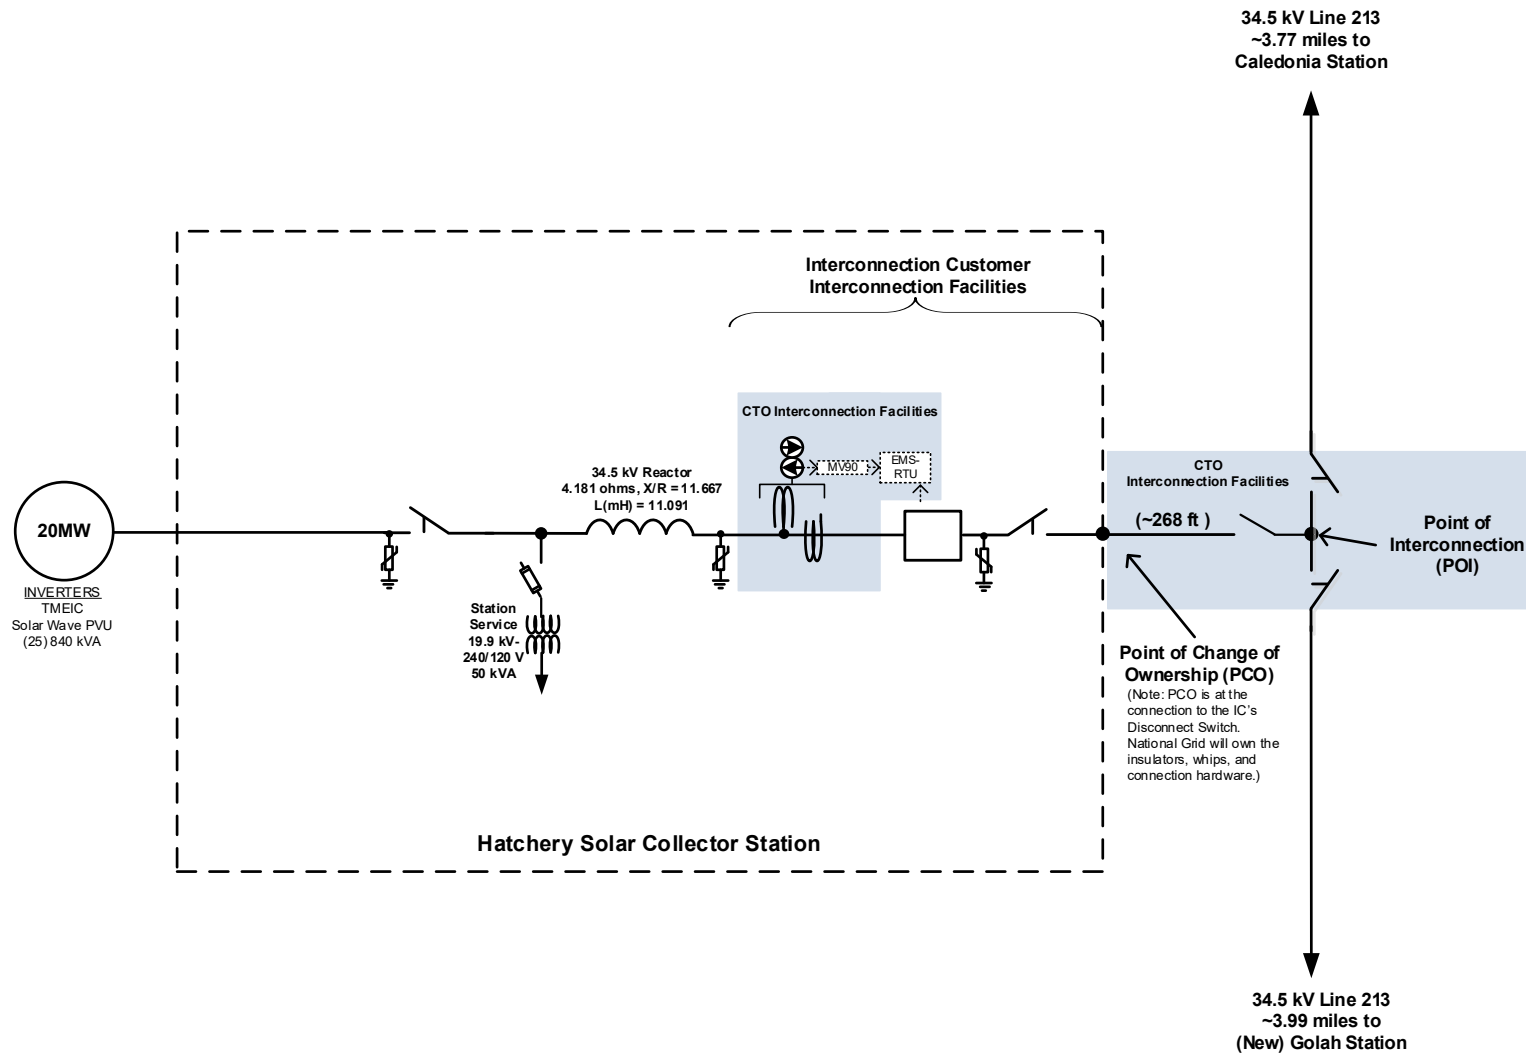 34.5 kV Line 213
~3.77 miles to
Caledonia Station
Interconnection Customer
Interconnection Facilities
CTO Interconnection Facilities
MV90
EMS-
RTU
34.5 kV Reactor
4.181 ohms, X/R = 11.667
L(mH) = 11.091
CTO
Interconnection Facilities
(~268 ft )
Point of
Interconnection
(POI)
20MW
INVERTERS
TMEIC
Solar Wave PVU
(25) 840 kVA
Station
Service
19.9 kV-
240/120 V
50 kVA
Point of Change of
Ownership (PCO)
(Note: PCO is at the
connection to the IC's
Disconnect Switch.
National Grid will own the
insulators, whips, and
connection hardware.)
Hatchery Solar Collector Station
34.5 kV Line 213
~3.99 miles to
(New) Golah Station